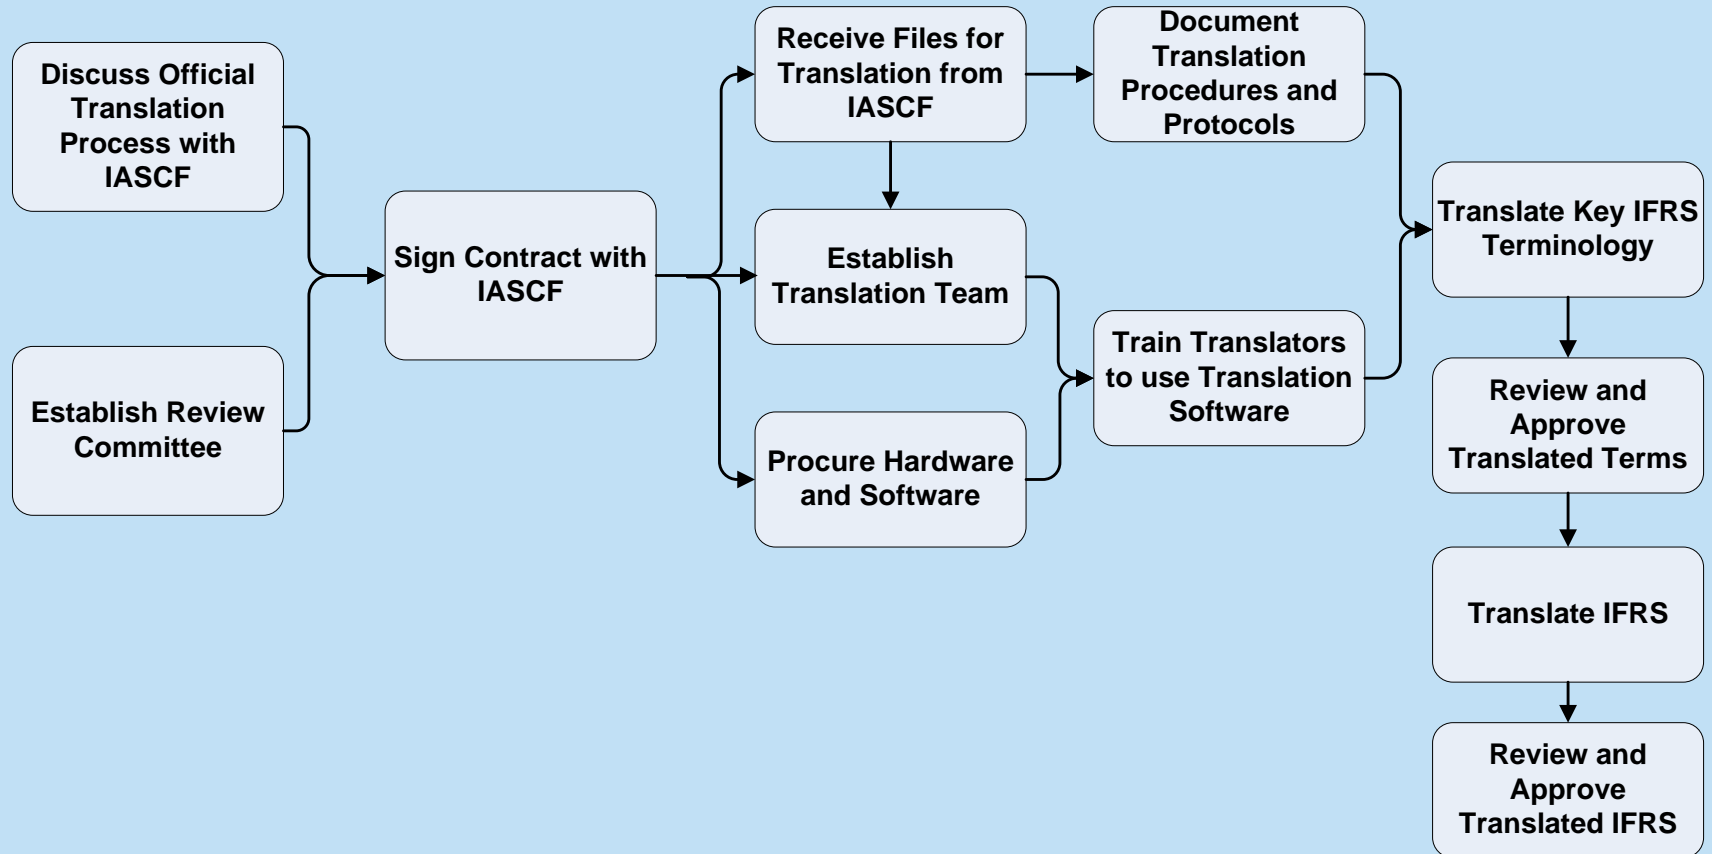 Discuss Official
Translation
Process with
IASCF
Establish Review
Committee
Sign Contract with
IASCF
Receive Files for
Translation from
IASCF
Establish
Translation Team
Procure Hardware
and Software
Document
Translation
Procedures and
Protocols
Train Translators
to use Translation
Software
Translate Key IFRS
Terminology
Review and
Approve
Translated Terms
Translate IFRS
Review and
Approve
Translated IFRS